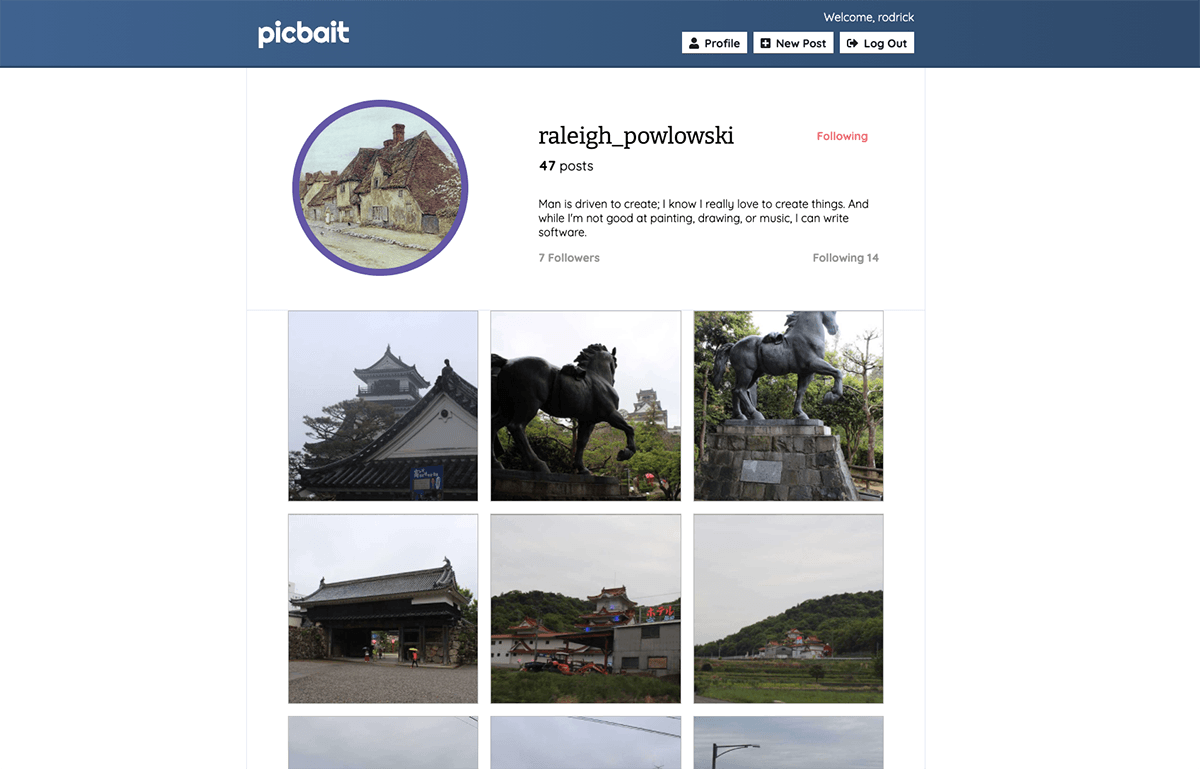 picbait
Welcome, rodrick
Profile
New Post
Log Out
raleigh_powlowski
Following
47 posts
Man is driven to create; I know I really love to create things. And
while I'm not good at painting, drawing, or music, I can write
software.
7 Followers
Following 14
ホテル